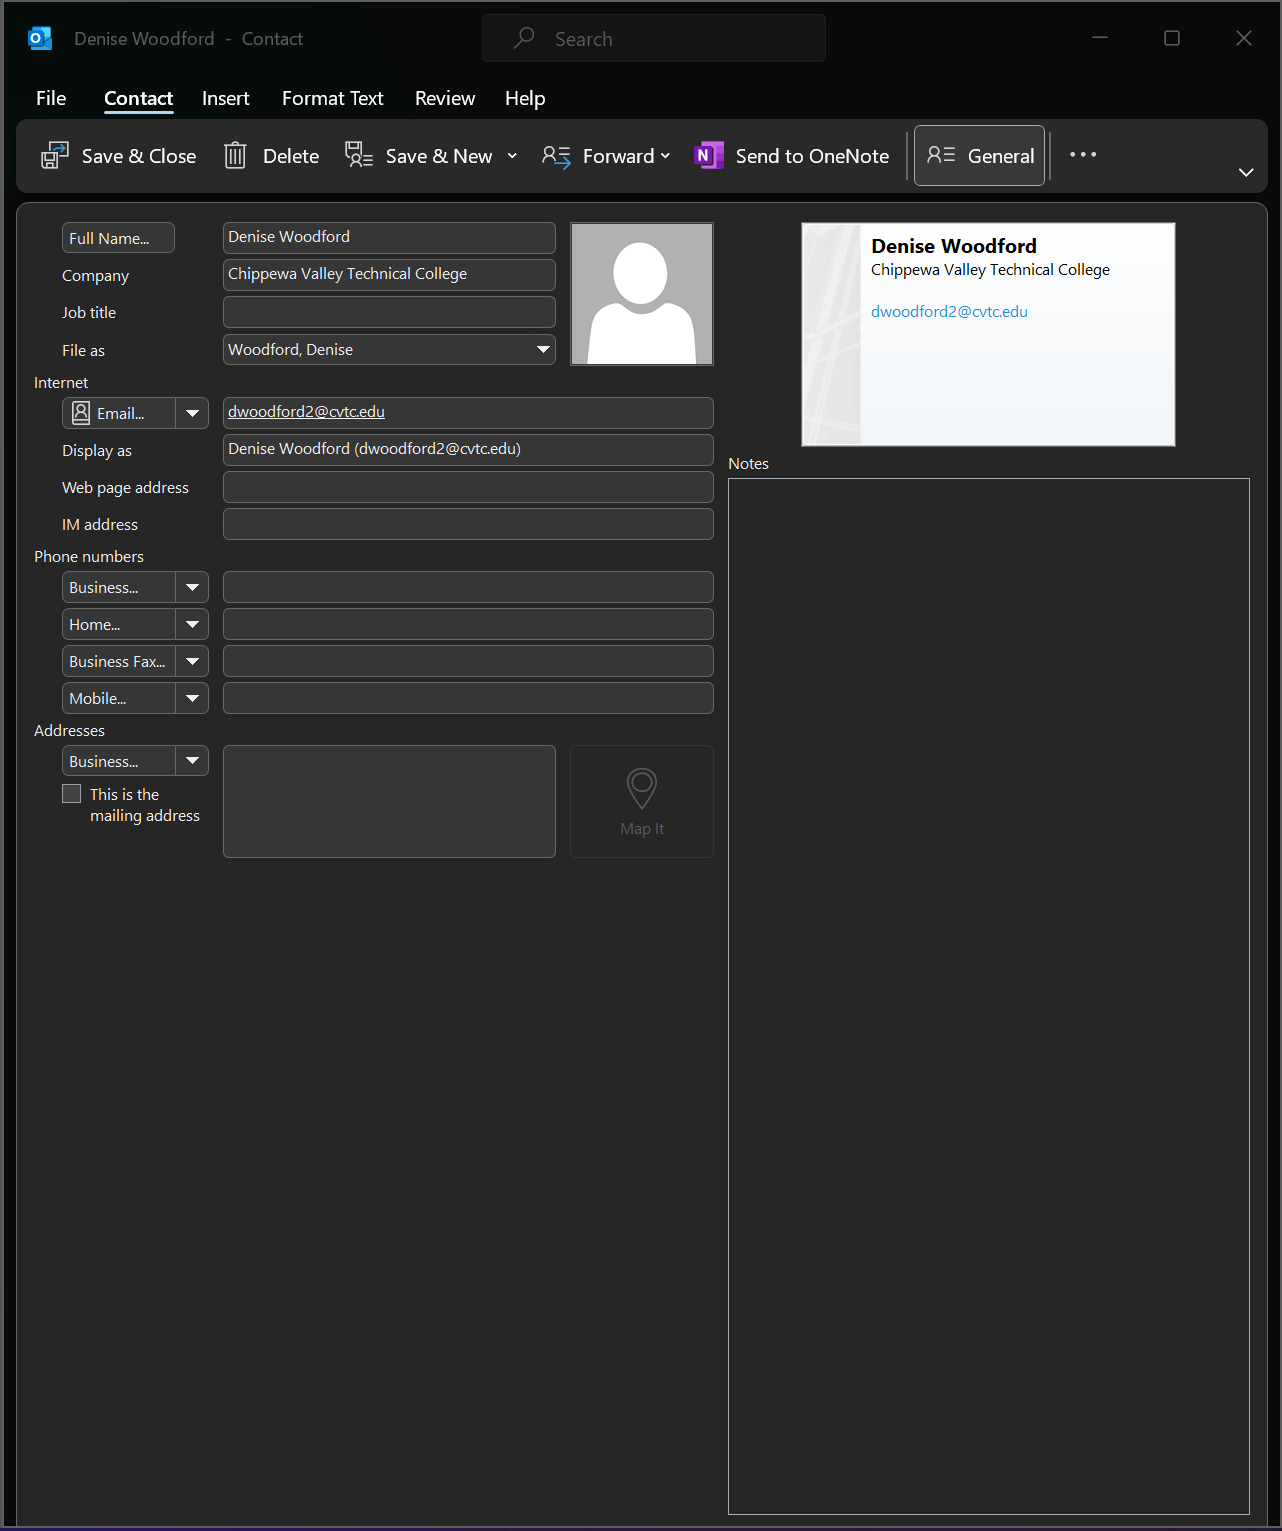 Denise Woodford - Contact
Search
File Contact Insert Format Text Review Help
Save & Close Delete Save & New Forward Send to OneNote General
Full Name... Denise Woodford
Company Chippewa Valley Technical College
Job title
File as Woodford, Denise
Denise Woodford
Chippewa Valley Technical College
dwoodford2@cvtc.edu
Internet
Email... dwoodford2@cvtc.edu
Display as Denise Woodford (dwoodford2@cvtc.edu)
Web page address
IM address
Notes
Phone numbers
Business...
Home...
Business Fax...
Mobile...
Addresses
Business...
This is the
mailing address
Map It